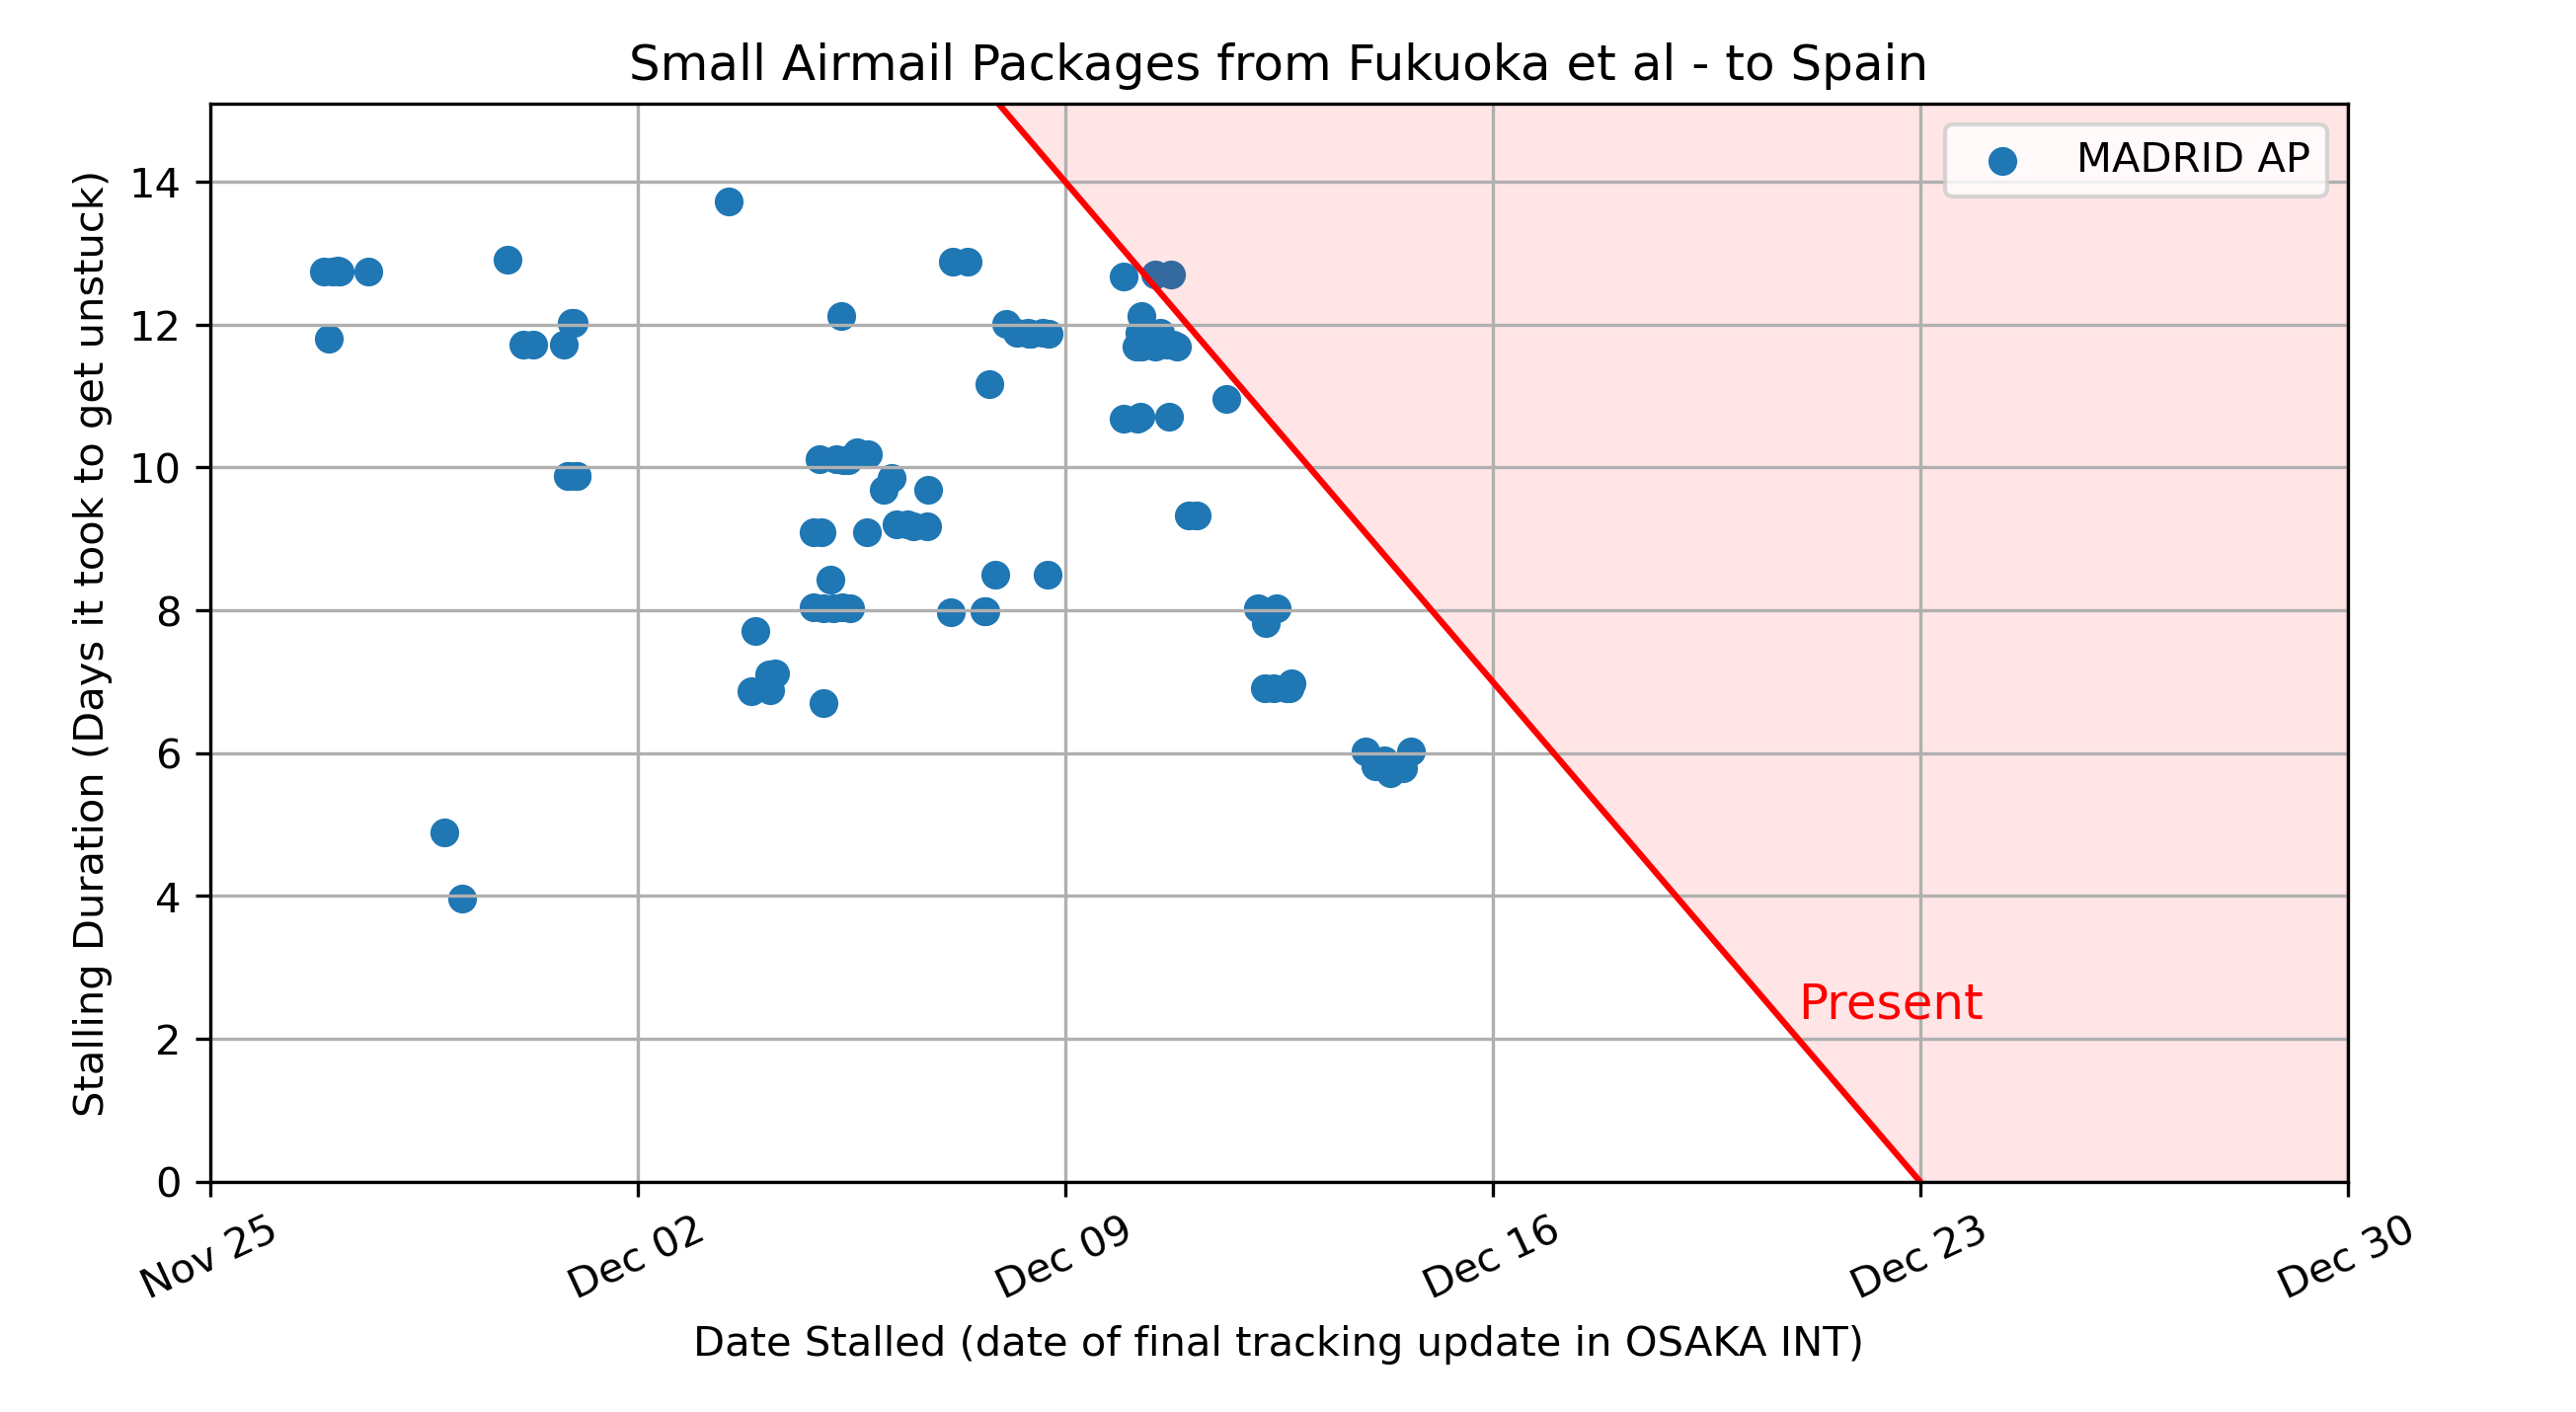 Small Airmail Packages from Fukuoka et al - to Spain
MADRID AP
Stalling Duration (Days it took to get unstuck)
14
12
10
8
6
4
2
0
Present
Nov 25
Dec 02
Dec 09
Dec 16
Dec 23
Dec 30
Date Stalled (date of final tracking update in OSAKA INT)